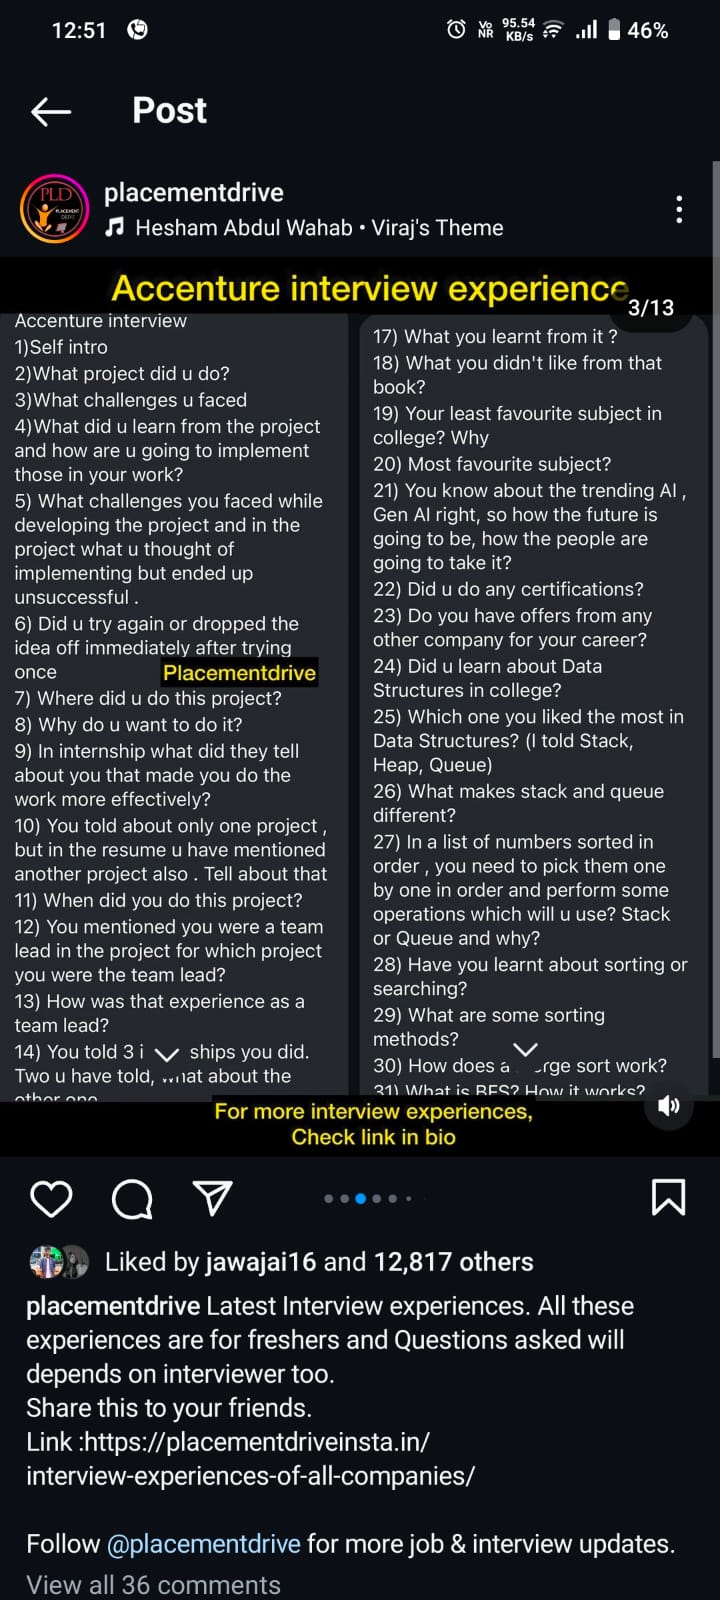 12:51
Vo NR
95.54 KB/s
46%
Post
PLD
placementdrive
Hesham Abdul Wahab • Viraj's Theme
Accenture interview experience
3/13
Accenture interview
1)Self intro
2)What project did u do?
3)What challenges u faced
4)What did u learn from the project
and how are u going to implement
those in your work?
5) What challenges you faced while
developing the project and in the
project what u thought of
implementing but ended up
unsuccessful .
6) Did u try again or dropped the
idea off immediately after trying
once
Placementdrive
7) Where did u do this project?
8) Why do u want to do it?
9) In internship what did they tell
about you that made you do the
work more effectively?
10) You told about only one project ,
but in the resume u have mentioned
another project also . Tell about that
11) When did you do this project?
12) You mentioned you were a team
lead in the project for which project
you were the team lead?
13) How was that experience as a
team lead?
14) You told 3 i ships you did.
Two u have told, what about the
other one
17) What you learnt from it ?
18) What you didn't like from that
book?
19) Your least favourite subject in
college? Why
20) Most favourite subject?
21) You know about the trending AI ,
Gen AI right, so how the future is
going to be, how the people are
going to take it?
22) Did u do any certifications?
23) Do you have offers from any
other company for your career?
24) Did u learn about Data
Structures in college?
25) Which one you liked the most in
Data Structures? (I told Stack,
Heap, Queue)
26) What makes stack and queue
different?
27) In a list of numbers sorted in
order , you need to pick them one
by one in order and perform some
operations which will u use? Stack
or Queue and why?
28) Have you learnt about sorting or
searching?
29) What are some sorting
methods?
30) How does a rge sort work?
31) What is BFS? How it works?
For more interview experiences,
Check link in bio
Liked by jawajai16 and 12,817 others
placementdrive Latest Interview experiences. All these
experiences are for freshers and Questions asked will
depends on interviewer too.
Share this to your friends.
Link :https://placementdriveinsta.in/
interview-experiences-of-all-companies/
Follow @placementdrive for more job & interview updates.
View all 36 comments